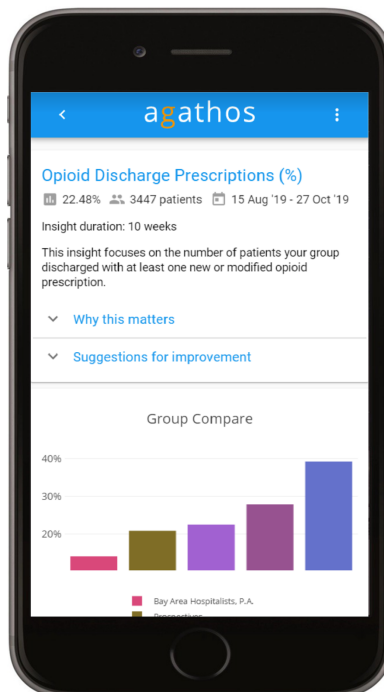 agathos
Opioid Discharge Prescriptions (%)
22.48% 3447 patients 15 Aug '19 - 27 Oct '19
Insight duration: 10 weeks
This insight focuses on the number of patients your group
discharged with at least one new or modified opioid
prescription.
Why this matters
Suggestions for improvement
Group Compare
40%
30%
20%
Bay Area Hospitalists, P.A.